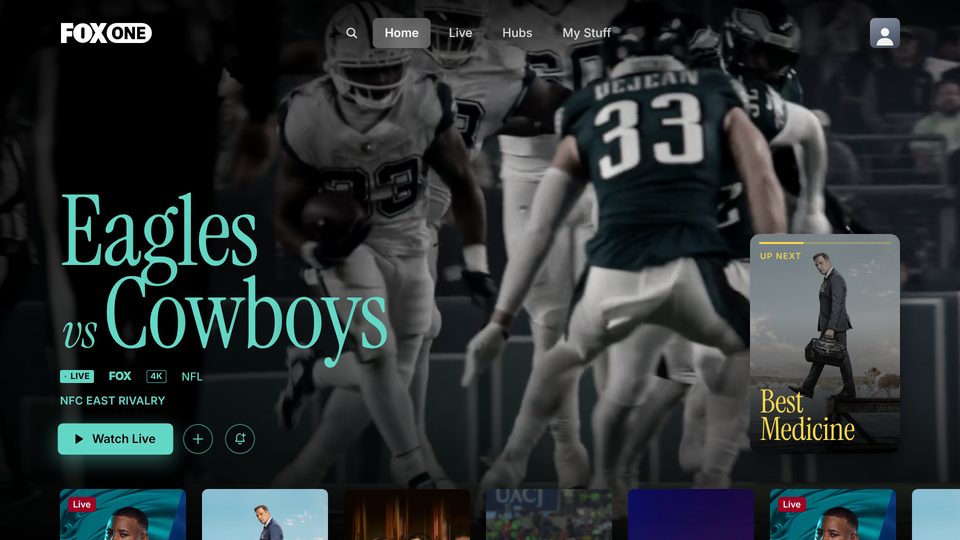 FOX ONE
Home
Live
Hubs
My Stuff
DEJEAN
33
Eagles
vs Cowboys
UP NEXT
Best
Medicine
LIVE FOX 4K NFL
NFC EAST RIVALRY
Watch Live
Live
UACJ
Live